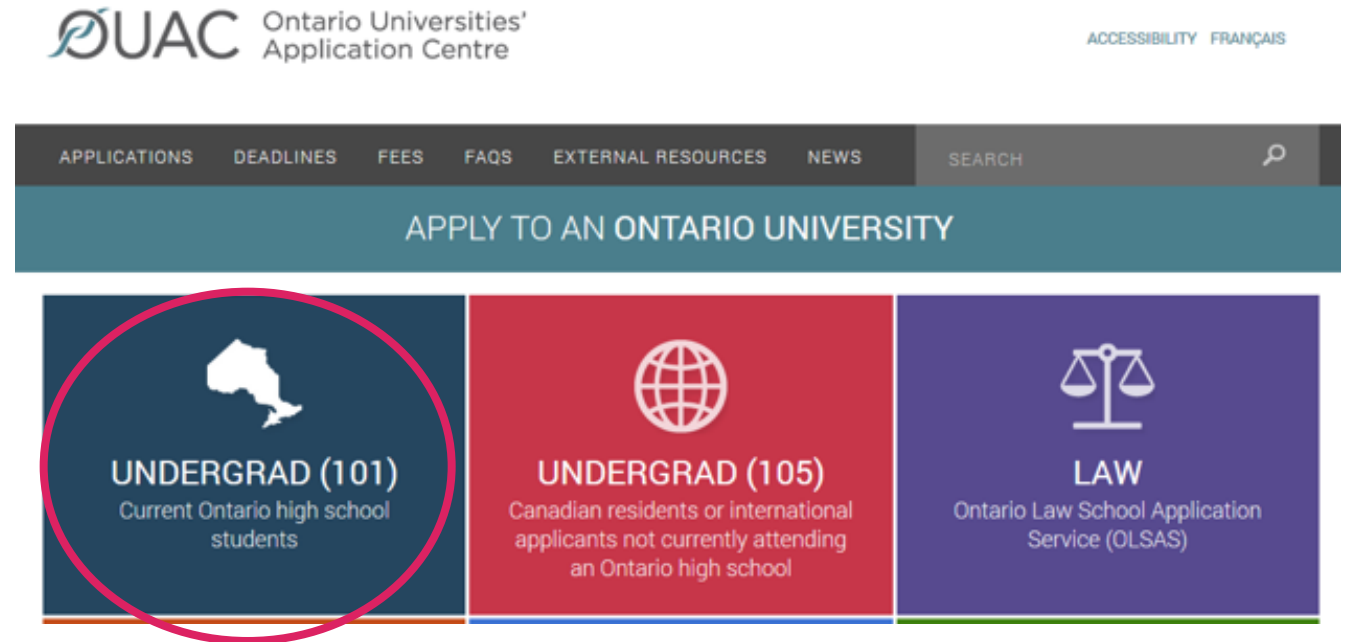 OUAC Ontario Universities'
Application Centre
ACCESSIBILITY FRANÇAIS
APPLICATIONS DEADLINES FEES FAQS EXTERNAL RESOURCES NEWS SEARCH
APPLY TO AN ONTARIO UNIVERSITY
UNDERGRAD (101)
Current Ontario high school
students
UNDERGRAD (105)
Canadian residents or international
applicants not currently attending
an Ontario high school
LAW
Ontario Law School Application
Service (OLSAS)